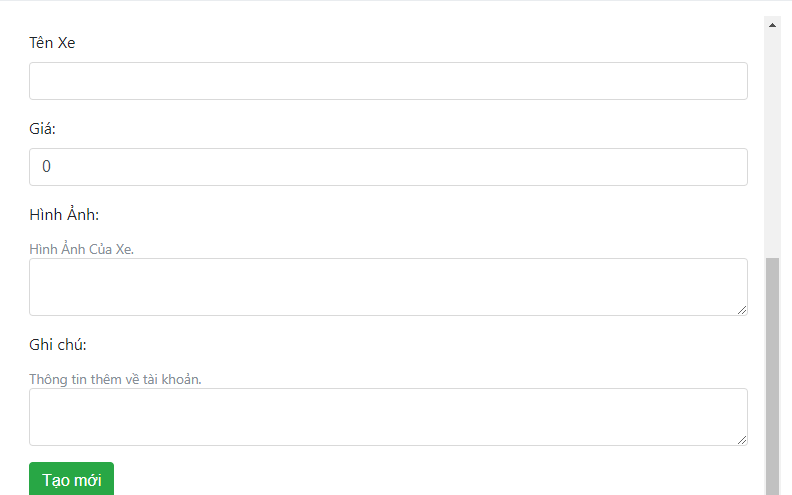 Tên Xe
Giá:
0
Hình Ảnh:
Hình Ảnh Của Xe.
Ghi chú:
Thông tin thêm về tài khoản.
Tạo mới